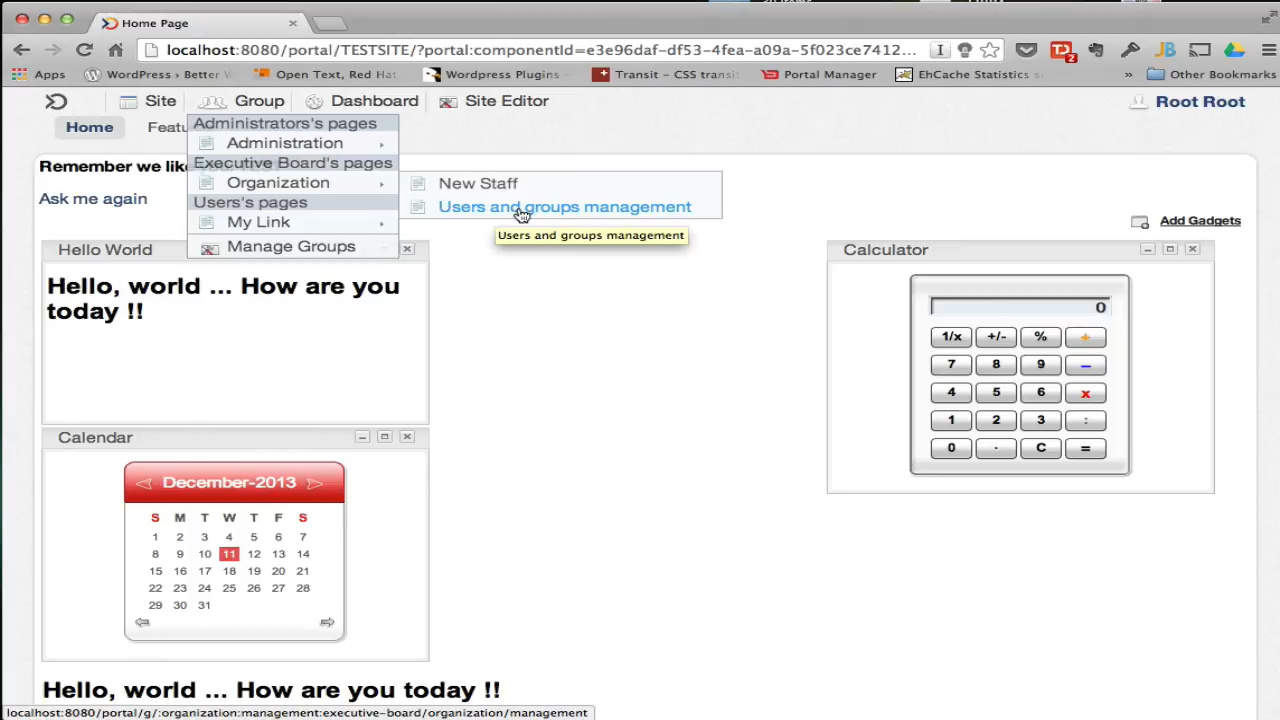 Home Page
localhost:8080/portal/TESTSITE/?portal:componentId=e3e96daf-df53-4fea-a09a-5f023ce7412...
Apps WordPress › Better Open Text, Red Hat Wordpress Plugins Transit - CSS transit Portal Manager EhCache Statistics » Other Bookmarks
Site Group Dashboard Site Editor Root Root
Home Featu
Administrators's pages
Administration
Executive Board's pages
Organization
Users's pages
My Link
Manage Groups
New Staff
Users and groups management
Users and groups management
Remember we like
Ask me again
Add Gadgets
Hello World
Hello, world ... How are you
today !!
Calculator
0
1/x +/- % +
7 8 9 –
4 5 6 x
1 2 3 :
0 . C =
Calendar
December-2013
S M T W T F S
1 2 3 4 5 6 7
8 9 10 11 12 13 14
15 16 17 18 19 20 21
22 23 24 25 26 27 28
29 30 31
Hello, world ... How are you today !!
localhost:8080/portal/g/:organization:management:executive-board/organization/management